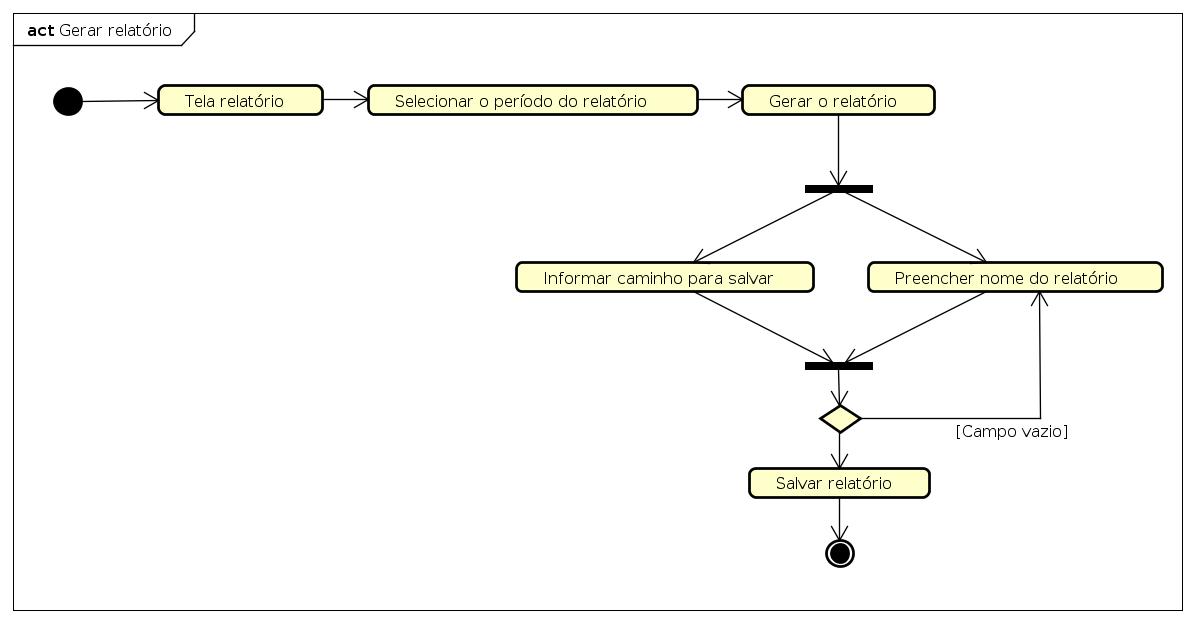 act Gerar relatório
Tela relatório
Selecionar o período do relatório
Gerar o relatório
Informar caminho para salvar
Preencher nome do relatório
[Campo vazio]
Salvar relatório